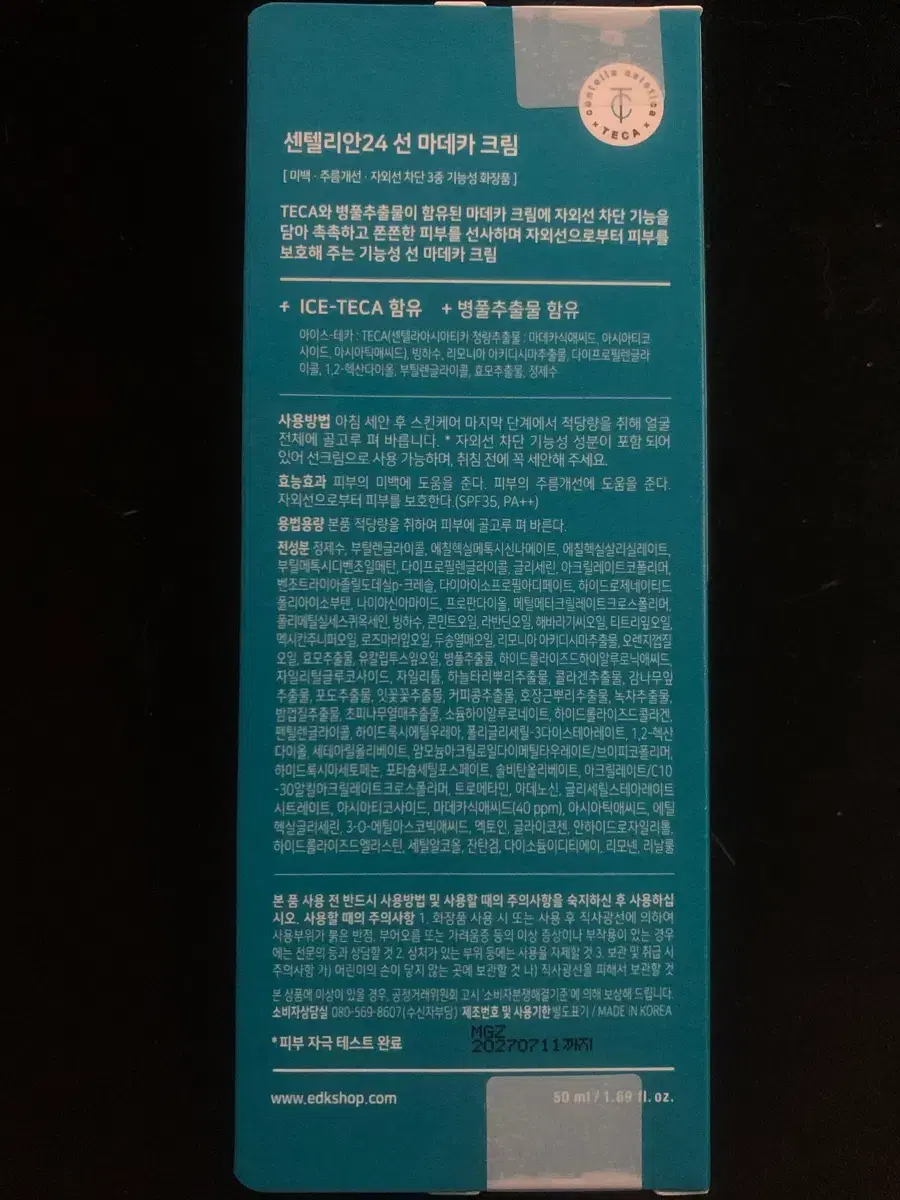 centella asiatica
TC
TECA
센텔리안24 선 마데카 크림
[ 미백 · 주름개선 · 자외선 차단 3중 기능성 화장품 ]
TECA와 병풀추출물이 함유된 마데카 크림에 자외선 차단 기능을
담아 촉촉하고 쫀쫀한 피부를 선사하며 자외선으로부터 피부를
보호해 주는 기능성 선 마데카 크림
+ ICE-TECA 함유 + 병풀추출물 함유
아이스-테카 : TECA(센텔라아시아티카 정량추출물 : 마데카식애씨드, 아시아티코
사이드, 아시아틱애씨드), 빙하수, 리모니아 아키디시마추출물, 다이프로필렌글라
이콜, 1,2-헥산다이올, 부틸렌글라이콜, 효모추출물, 정제수
사용방법 아침 세안 후 스킨케어 마지막 단계에서 적당량을 취해 얼굴
전체에 골고루 펴 바릅니다. * 자외선 차단 기능성 성분이 포함 되어
있어 선크림으로 사용 가능하며, 취침 전에 꼭 세안해 주세요.
효능효과 피부의 미백에 도움을 준다. 피부의 주름개선에 도움을 준다.
자외선으로부터 피부를 보호한다.(SPF35, PA++)
용법용량 본품 적당량을 취하여 피부에 골고루 펴 바른다.
전성분 정제수, 부틸렌글라이콜, 에칠헥실메톡시신나메이트, 에칠헥실살리실레이트,
부틸메톡시디벤조일메탄, 다이프로필렌글라이콜, 글리세린, 아크릴레이트코폴리머,
벤조트라이아졸릴도데실p-크레솔, 다이아이소프로필아디페이트, 하이드로제네이티드
폴리아이소부텐, 나이아신아마이드, 프로판다이올, 메틸메타크릴레이트크로스폴리머,
폴리메틸실세스퀴옥세인, 빙하수, 콘민트오일, 라반딘오일, 해바라기씨오일, 티트리잎오일,
멕시칸주니퍼오일, 로즈마리잎오일, 두송열매오일, 리모니아 아키디시마추출물, 오렌지껍질
오일, 효모추출물, 유칼립투스잎오일, 병풀추출물, 하이드롤라이즈드하이알루로닉애씨드,
자일리틸글루코사이드, 자일리톨, 하늘타리뿌리추출물, 콜라겐추출물, 감나무잎
추출물, 포도추출물, 잇꽃꽃추출물, 커피콩추출물, 호장근뿌리추출물, 녹차추출물,
밤껍질추출물, 초피나무열매추출물, 소듐하이알루로네이트, 하이드롤라이즈드콜라겐,
펜틸렌글라이콜, 하이드록시에틸우레아, 폴리글리세릴-3다이스테아레이트, 1,2-헥산
다이올, 세테아릴올리베이트, 암모늄아크릴로일다이메틸타우레이트/브이피코폴리머,
하이드록시아세토페논, 포타슘세틸포스페이트, 솔비탄올리베이트, 아크릴레이트/C10
-30알킬아크릴레이트크로스폴리머, 트로메타민, 아데노신, 글리세릴스테아레이트
시트레이트, 아시아티코사이드, 마데카식애씨드(40 ppm), 아시아틱애씨드, 에틸
헥실글리세린, 3-O-에틸아스코빅애씨드, 엑토인, 글라이코젠, 안하이드로자일리톨,
하이드롤라이즈드엘라스틴, 세틸알코올, 잔탄검, 다이소듐이디티에이, 리모넨, 리날룰
본 품 사용 전 반드시 사용방법 및 사용할 때의 주의사항을 숙지하신 후 사용하십
시오. 사용할 때의 주의사항 1. 화장품 사용 시 또는 사용 후 직사광선에 의하여
사용부위가 붉은 반점, 부어오름 또는 가려움증 등의 이상 증상이나 부작용이 있는 경우
에는 전문의 등과 상담할 것 2. 상처가 있는 부위 등에는 사용을 자제할 것 3. 보관 및 취급 시
주의사항 가) 어린이의 손이 닿지 않는 곳에 보관할 것 나) 직사광선을 피해서 보관할 것
본 상품에 이상이 있을 경우, 공정거래위원회 고시 '소비자분쟁해결기준'에 의해 보상해 드립니다.
소비자상담실 080-569-8607(수신자부담) 제조번호 및 사용기한 별도표기 / MADE IN KOREA
*피부 자극 테스트 완료
MGZ
20270711까지
www.edkshop.com
50 ml / 1.69 fl. oz.